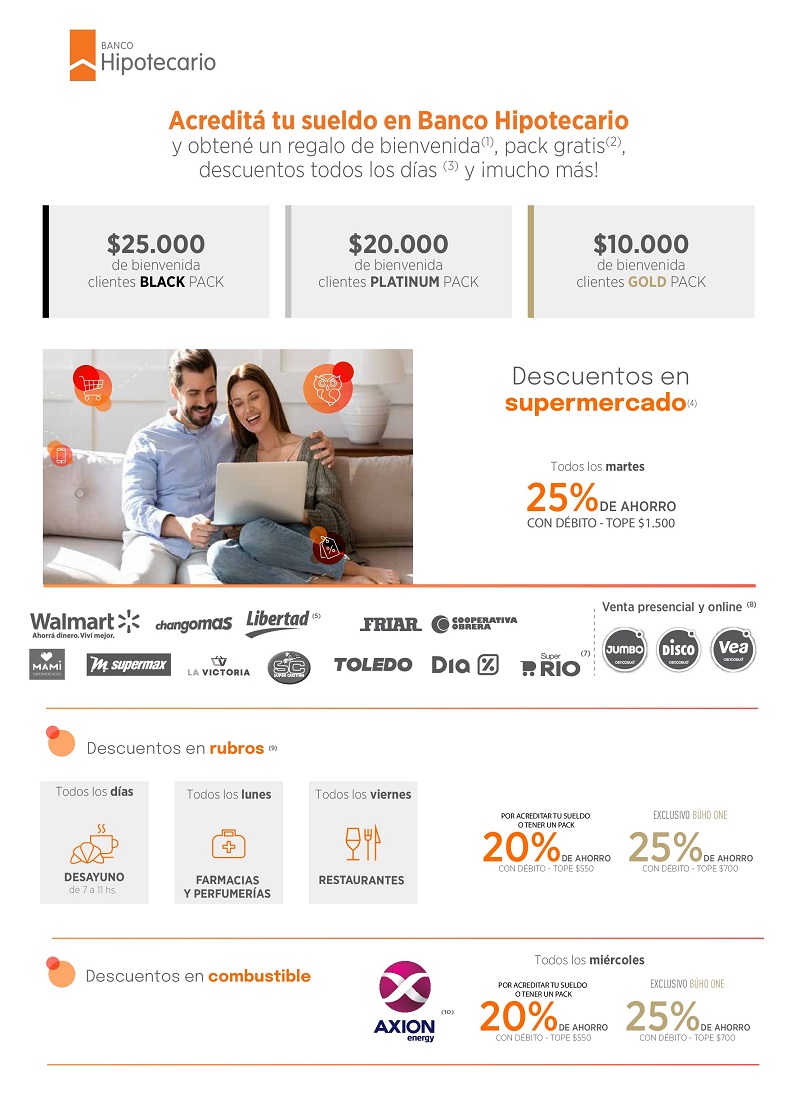 BANCO
Hipotecario
Acreditá tu sueldo en Banco Hipotecario
y obtené un regalo de bienvenida(1), pack gratis(2),
descuentos todos los días (3) y ¡mucho más!
$25.000
de bienvenida
clientes BLACK PACK
$20.000
de bienvenida
clientes PLATINUM PACK
$10.000
de bienvenida
clientes GOLD PACK
Descuentos en
supermercado(4)
Todos los martes
25% DE AHORRO
CON DÉBITO - TOPE $1.500
Walmart
Ahorrá dinero. Viví mejor.
changomas
Libertad (5)
FRIAR
COOPERATIVA
OBRERA
MAMI
M. supermax
LA VICTORIA
SC
SUPER CRISTINA
TOLEDO
DIA %
Super
RIO (7)
Venta presencial y online (8)
JUMBO
cencosud
DISCO
cencosud
Vea
cencosud
Descuentos en rubros (9)
Todos los días
DESAYUNO
de 7 a 11 hs.
Todos los lunes
FARMACIAS
Y PERFUMERÍAS
Todos los viernes
RESTAURANTES
POR ACREDITAR TU SUELDO
O TENER UN PACK
20% DE AHORRO
CON DÉBITO - TOPE $550
EXCLUSIVO BÚHO ONE
25% DE AHORRO
CON DÉBITO - TOPE $700
Descuentos en combustible
AXION
energy
(10)
Todos los miércoles
POR ACREDITAR TU SUELDO
O TENER UN PACK
20% DE AHORRO
CON DÉBITO - TOPE $550
EXCLUSIVO BÚHO ONE
25% DE AHORRO
CON DÉBITO - TOPE $700